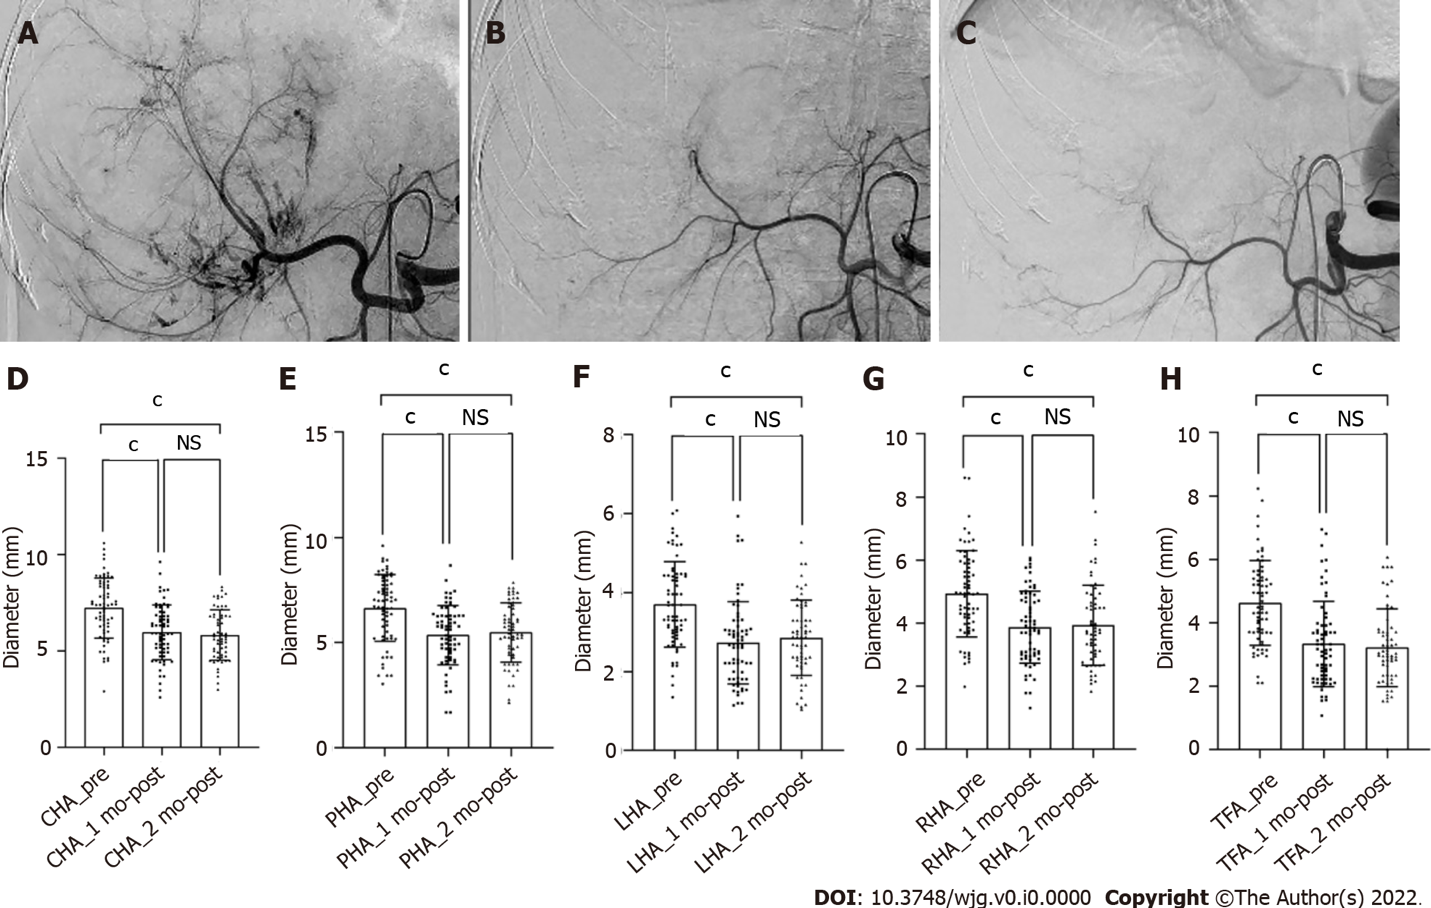 A
B
C
D
c
c
NS
15
10
5
0
Diameter (mm)
CHA_pre
CHA_1 mo-post
CHA_2 mo-post
E
c
c
NS
15
10
5
0
Diameter (mm)
PHA_pre
PHA_1 mo-post
PHA_2 mo-post
F
c
c
NS
8
6
4
2
0
Diameter (mm)
LHA_pre
LHA_1 mo-post
LHA_2 mo-post
G
c
c
NS
10
8
6
4
2
0
Diameter (mm)
RHA_pre
RHA_1 mo-post
RHA_2 mo-post
H
c
c
NS
10
8
6
4
2
0
Diameter (mm)
TFA_pre
TFA_1 mo-post
TFA_2 mo-post
DOI: 10.3748/wjg.v0.i0.0000 Copyright ©The Author(s) 2022.